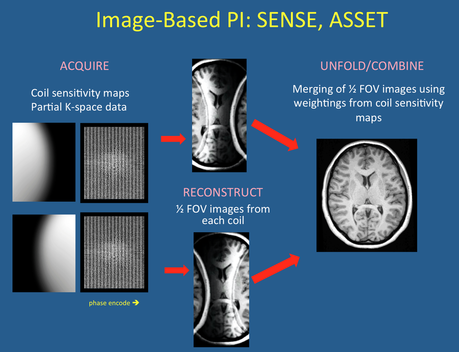 Image-Based PI: SENSE, ASSET
ACQUIRE
Coil sensitivity maps
Partial K-space data
phase encode →
RECONSTRUCT
½ FOV images from
each coil
UNFOLD/COMBINE
Merging of ½ FOV images using
weightings from coil sensitivity
maps